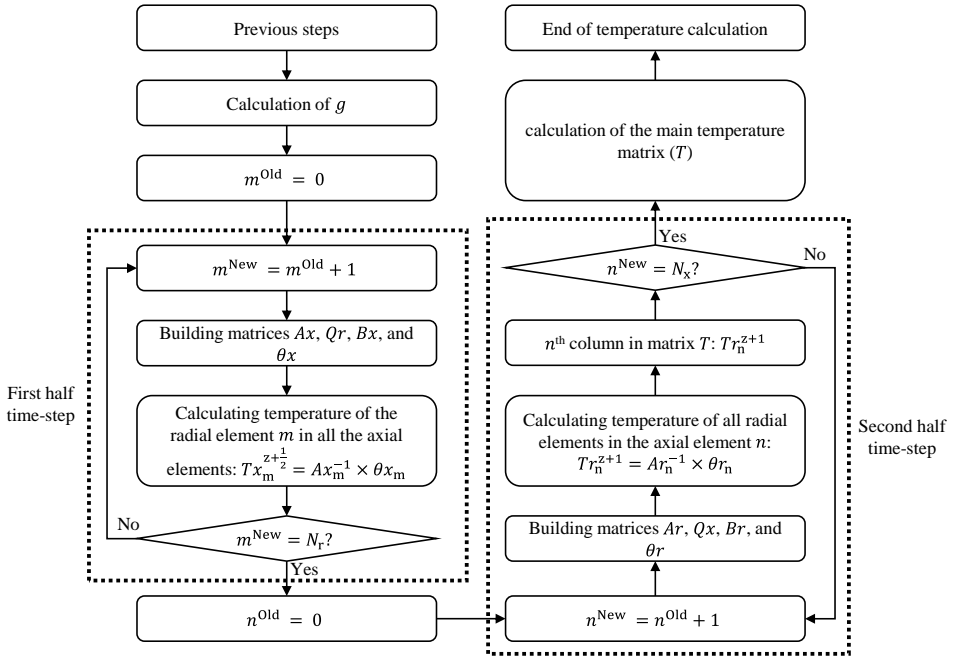 Previous steps
Calculation of g
m^Old = 0
m^New = m^Old + 1
Building matrices Ax, Qr, Bx, and
θx
Calculating temperature of the
radial element m in all the axial
elements: Tx_m^{z+1/2} = Ax_m^{-1} × θx_m
m^New = N_r?
No
Yes
First half
time-step
n^Old = 0
n^New = n^Old + 1
Building matrices Ar, Qx, Br, and
θr
Calculating temperature of all radial
elements in the axial element n:
Tr_n^{z+1} = Ar_n^{-1} × θr_n
n^th column in matrix T: Tr_n^{z+1}
n^New = N_x?
No
Yes
Second half
time-step
calculation of the main temperature
matrix (T)
End of temperature calculation